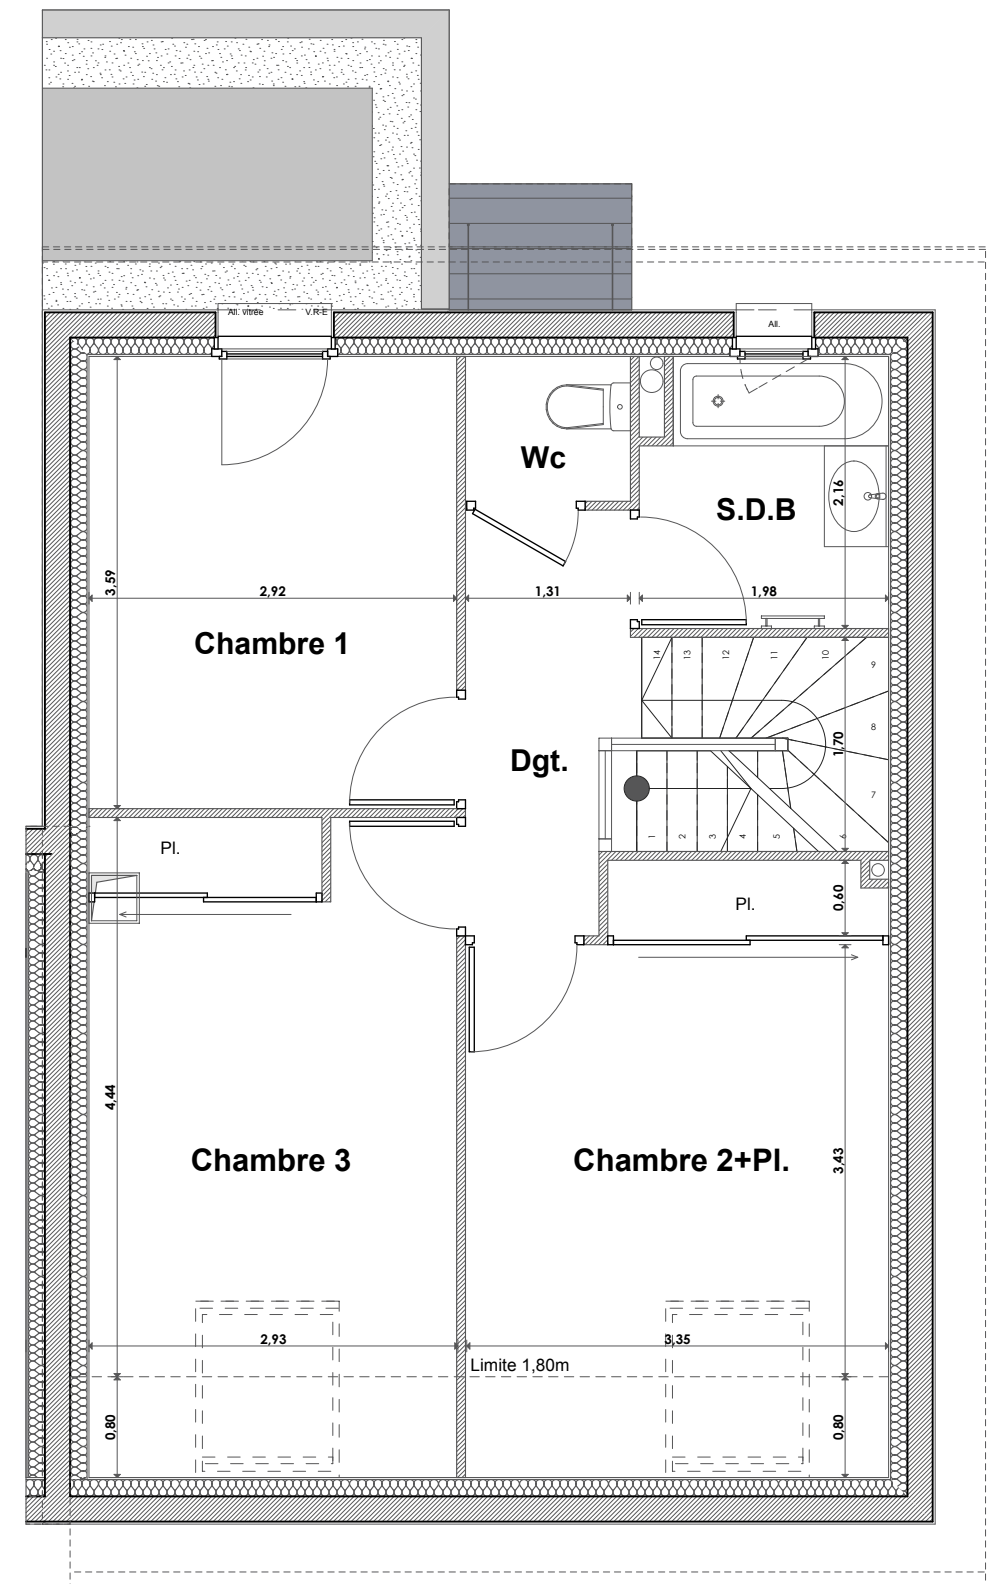 All. vitrée V.R-E
All.
Wc
S.D.B
2,16
3,59
2,92
1,31
1,98
Chambre 1
14
13
12
11
10
9
8
7
Dgt.
1,70
1
2
3
4
5
6
Pl.
Pl.
0,60
4,44
Chambre 3
Chambre 2+Pl.
3,43
2,93
3,35
Limite 1,80m
0,80
0,80